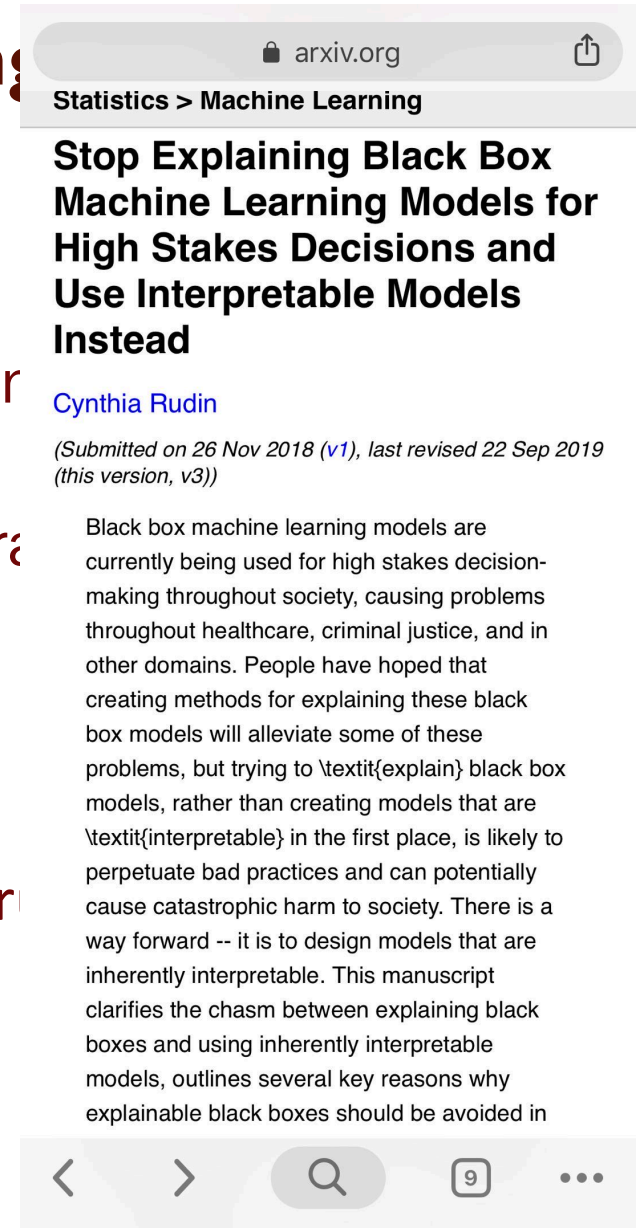 arxiv.org
Statistics > Machine Learning
Stop Explaining Black Box
Machine Learning Models for
High Stakes Decisions and
Use Interpretable Models
Instead
Cynthia Rudin
(Submitted on 26 Nov 2018 (v1), last revised 22 Sep 2019
(this version, v3))
Black box machine learning models are
currently being used for high stakes decision-
making throughout society, causing problems
throughout healthcare, criminal justice, and in
other domains. People have hoped that
creating methods for explaining these black
box models will alleviate some of these
problems, but trying to \textit{explain} black box
models, rather than creating models that are
\textit{interpretable} in the first place, is likely to
perpetuate bad practices and can potentially
cause catastrophic harm to society. There is a
way forward -- it is to design models that are
inherently interpretable. This manuscript
clarifies the chasm between explaining black
boxes and using inherently interpretable
models, outlines several key reasons why
explainable black boxes should be avoided in
9